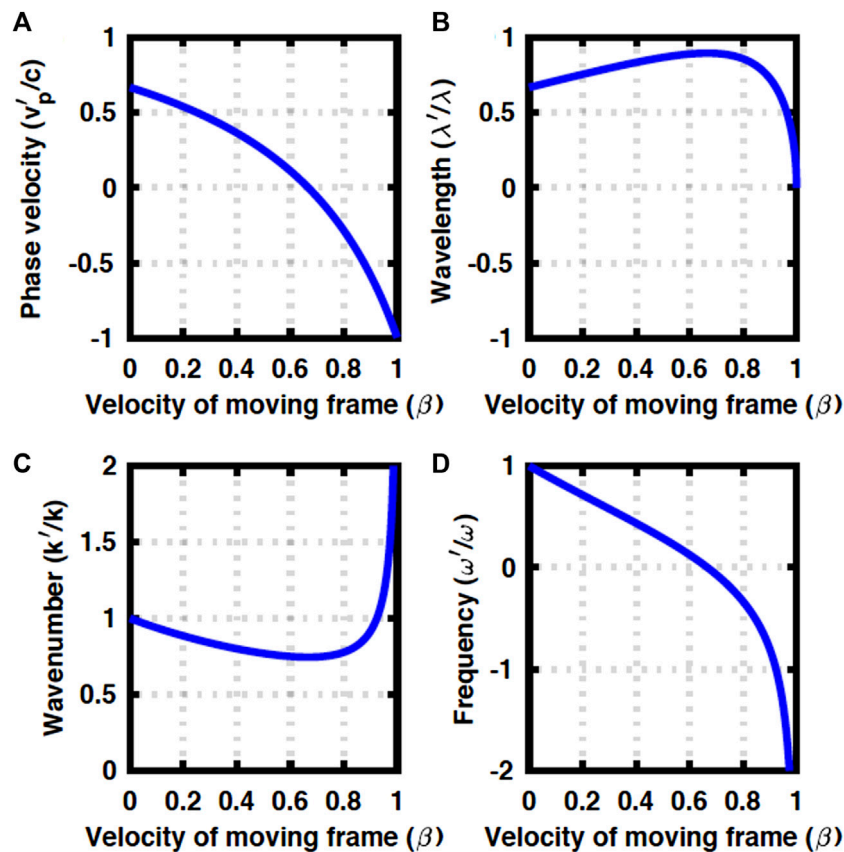 A
Phase velocity (v′p/c)
1
0.5
0
-0.5
-1
0 0.2 0.4 0.6 0.8 1
Velocity of moving frame (β)
B
Wavelength (λ′/λ)
1
0.5
0
-0.5
-1
0 0.2 0.4 0.6 0.8 1
Velocity of moving frame (β)
C
Wavenumber (k′/k)
2
1.5
1
0.5
0
0 0.2 0.4 0.6 0.8 1
Velocity of moving frame (β)
D
Frequency (ω′/ω)
1
0
-1
-2
0 0.2 0.4 0.6 0.8 1
Velocity of moving frame (β)